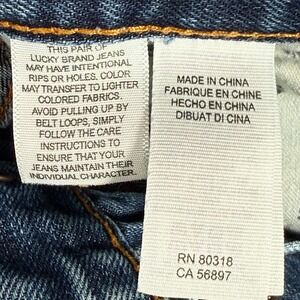 THIS PAIR OF
LUCKY BRAND JEANS
MAY HAVE INTENTIONAL
RIPS OR HOLES, COLOR
MAY TRANSFER TO LIGHTER
COLORED FABRICS.
AVOID PULLING UP BY
BELT LOOPS, SIMPLY
FOLLOW THE CARE
INSTRUCTIONS TO
ENSURE THAT YOUR
JEANS MAINTAIN THEIR
INDIVIDUAL CHARACTER.
MADE IN CHINA
FABRIQUE EN CHINE
HECHO EN CHINA
DIBUAT DI CINA
RN 80318
CA 56897